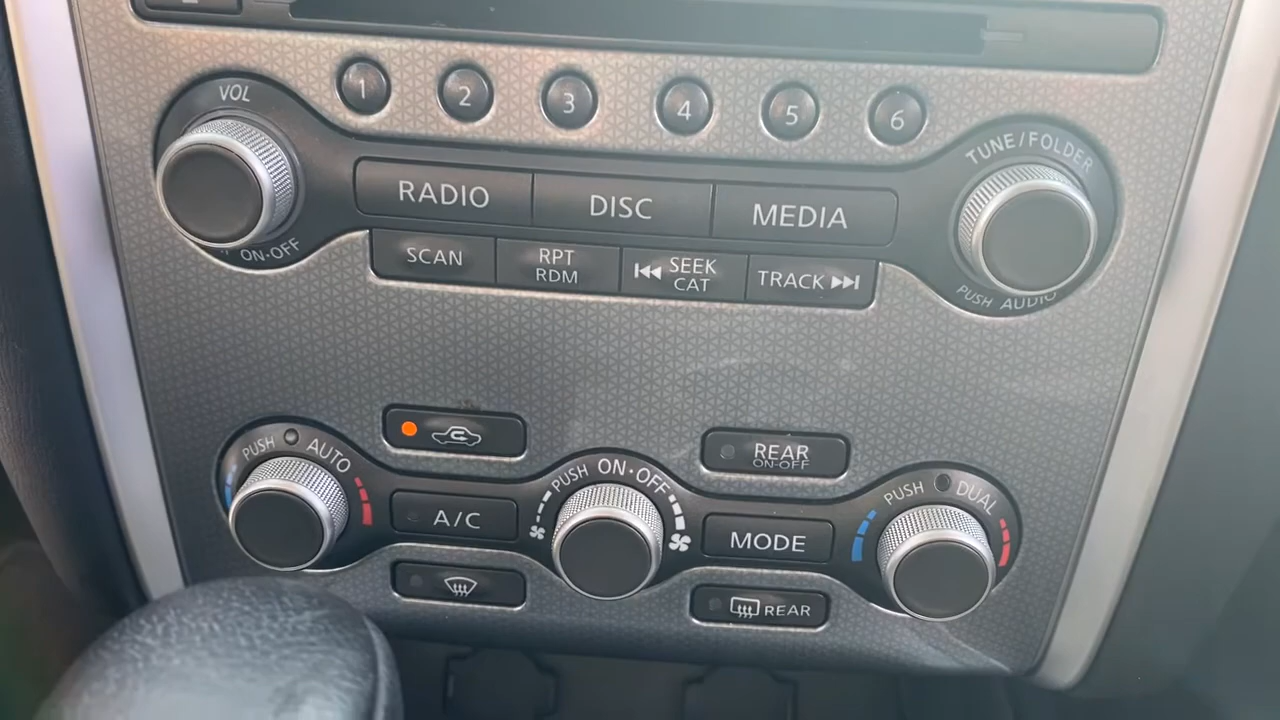 VOL
ON·OFF
1
2
3
4
5
6
TUNE/FOLDER
PUSH AUDIO
RADIO
DISC
MEDIA
SCAN
RPT
RDM
SEEK
CAT
TRACK
PUSH AUTO
A/C
PUSH ON·OFF
REAR
ON-OFF
MODE
REAR
PUSH DUAL